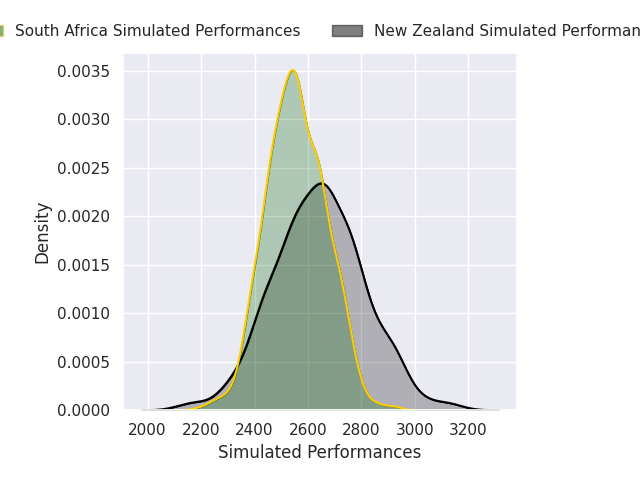 South Africa Simulated Performances New Zealand Simulated Performan
0.0035
0.0030
0.0025
0.0020
0.0015
0.0010
0.0005
0.0000
Density
2000 2200 2400 2600 2800 3000 3200
Simulated Performances